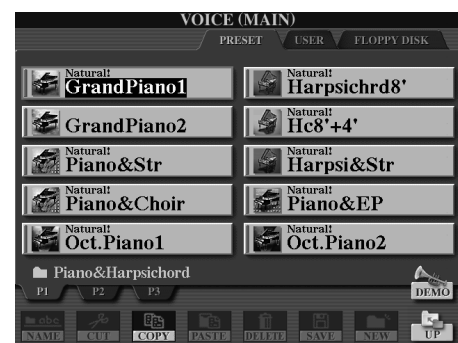 VOICE (MAIN)
PRESET USER FLOPPY DISK
Natural!
GrandPiano1
Natural!
Harpsichrd8'
GrandPiano2
Natural!
Hc8'+4'
Natural!
Piano&Str
Natural!
Harpsi&Str
Natural!
Piano&Choir
Natural!
Piano&EP
Natural!
Oct.Piano1
Natural!
Oct.Piano2
Piano&Harpsichord
P1 P2 P3
DEMO
abc
NAME CUT COPY PASTE DELETE SAVE NEW UP